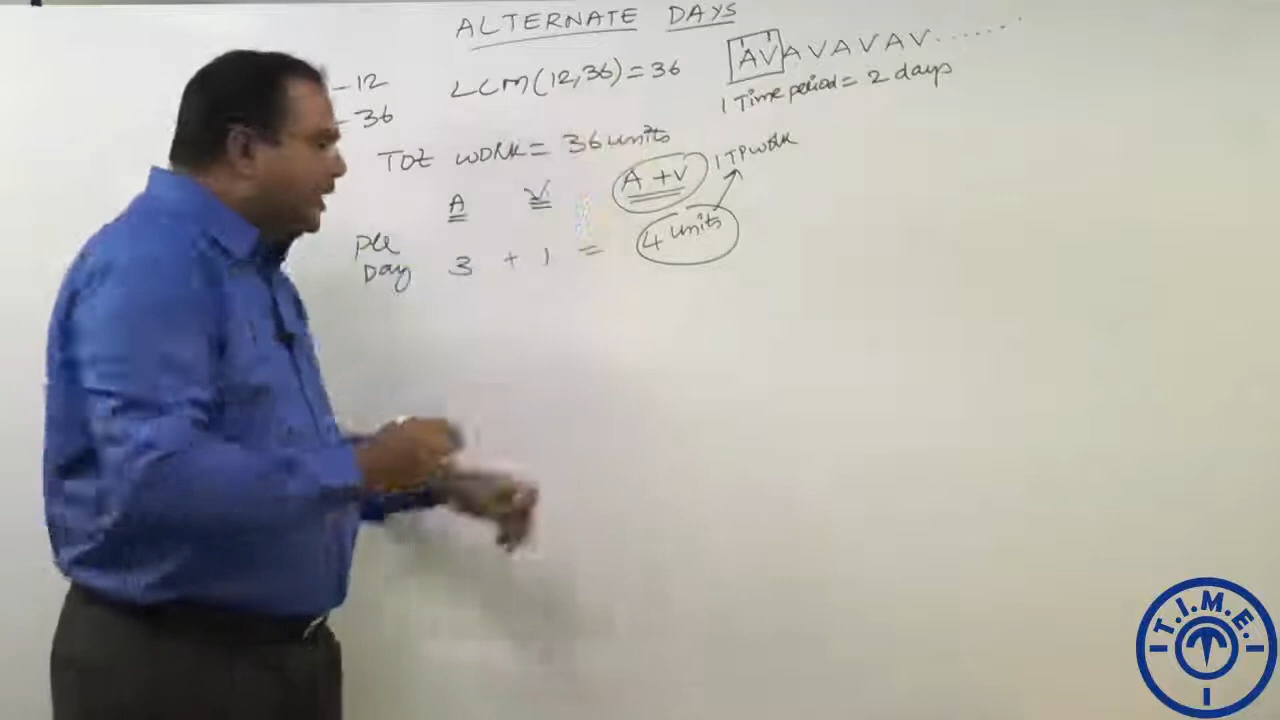 ALTERNATE DAYS
- 12
- 36
LCM(12,36) = 36
AVAVAVAV.......
1 Time period = 2 days
TOT WORK = 36 units
A V A + V 1 TP WORK
Per Day 3 + 1 = 4 units
T.I.M.E.